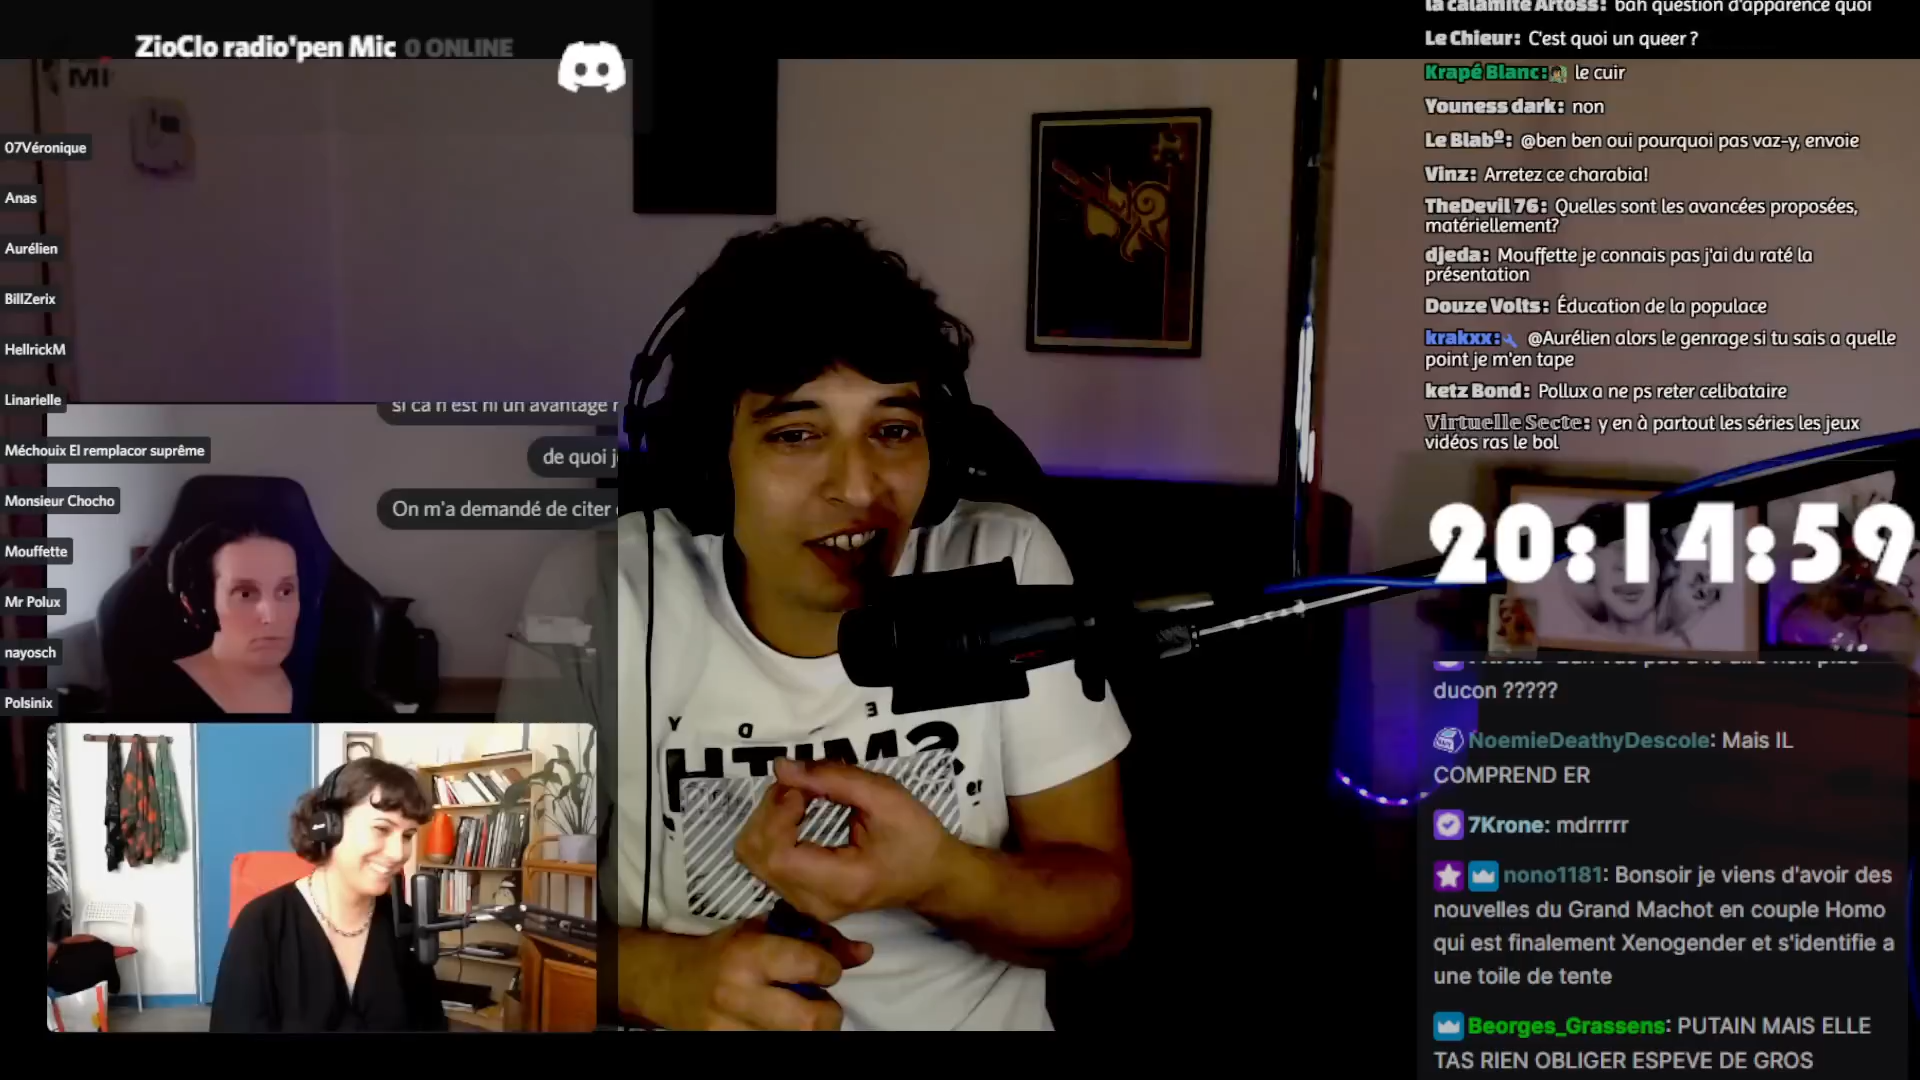 ZioClo radio'pen Mic 0 ONLINE
MI
07Véronique
Anas
Aurélien
BillZerix
HellrickM
Linarielle
Méchouix El remplacor suprême
Monsieur Chocho
Mouffette
Mr Polux
nayosch
Polsinix
si ca n'est ni un avantage
de quoi
On m'a demandé de citer
SMITH
la calamité Artoss: bah question d'apparence quoi
Le Chieur: C'est quoi un queer ?
Krapé Blanc: le cuir
Youness dark: non
Le Blabº: @ben ben oui pourquoi pas vaz-y, envoie
Vinz: Arretez ce charabia!
TheDevil 76: Quelles sont les avancées proposées,
matériellement?
djeda: Mouffette je connais pas j'ai du raté la
présentation
Douze Volts: Éducation de la populace
krakxx: @Aurélien alors le genrage si tu sais a quelle
point je m'en tape
ketz Bond: Pollux a ne ps reter celibataire
Virtuelle Secte: y en à partout les séries les jeux
vidéos ras le bol
20:14:59
ducon ?????
NoemieDeathyDescole: Mais IL
COMPREND ER
7Krone: mdrrrrr
nono1181: Bonsoir je viens d'avoir des
nouvelles du Grand Machot en couple Homo
qui est finalement Xenogender et s'identifie a
une toile de tente
Beorges_Grassens: PUTAIN MAIS ELLE
TAS RIEN OBLIGER ESPEVE DE GROS